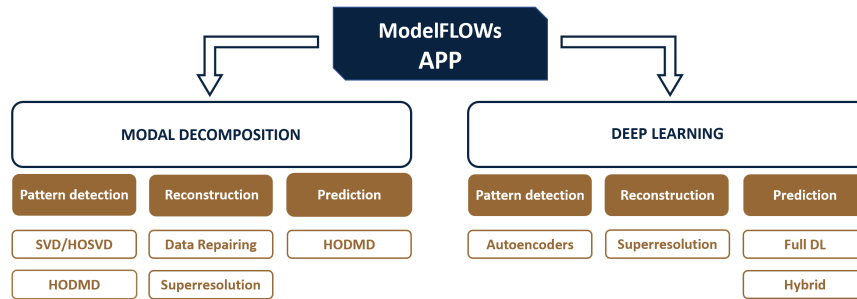 ModelFLOWs
APP
MODAL DECOMPOSITION
DEEP LEARNING
Pattern detection
Reconstruction
Prediction
Pattern detection
Reconstruction
Prediction
SVD/HOSVD
Data Repairing
HODMD
Autoencoders
Superresolution
Full DL
HODMD
Superresolution
Hybrid